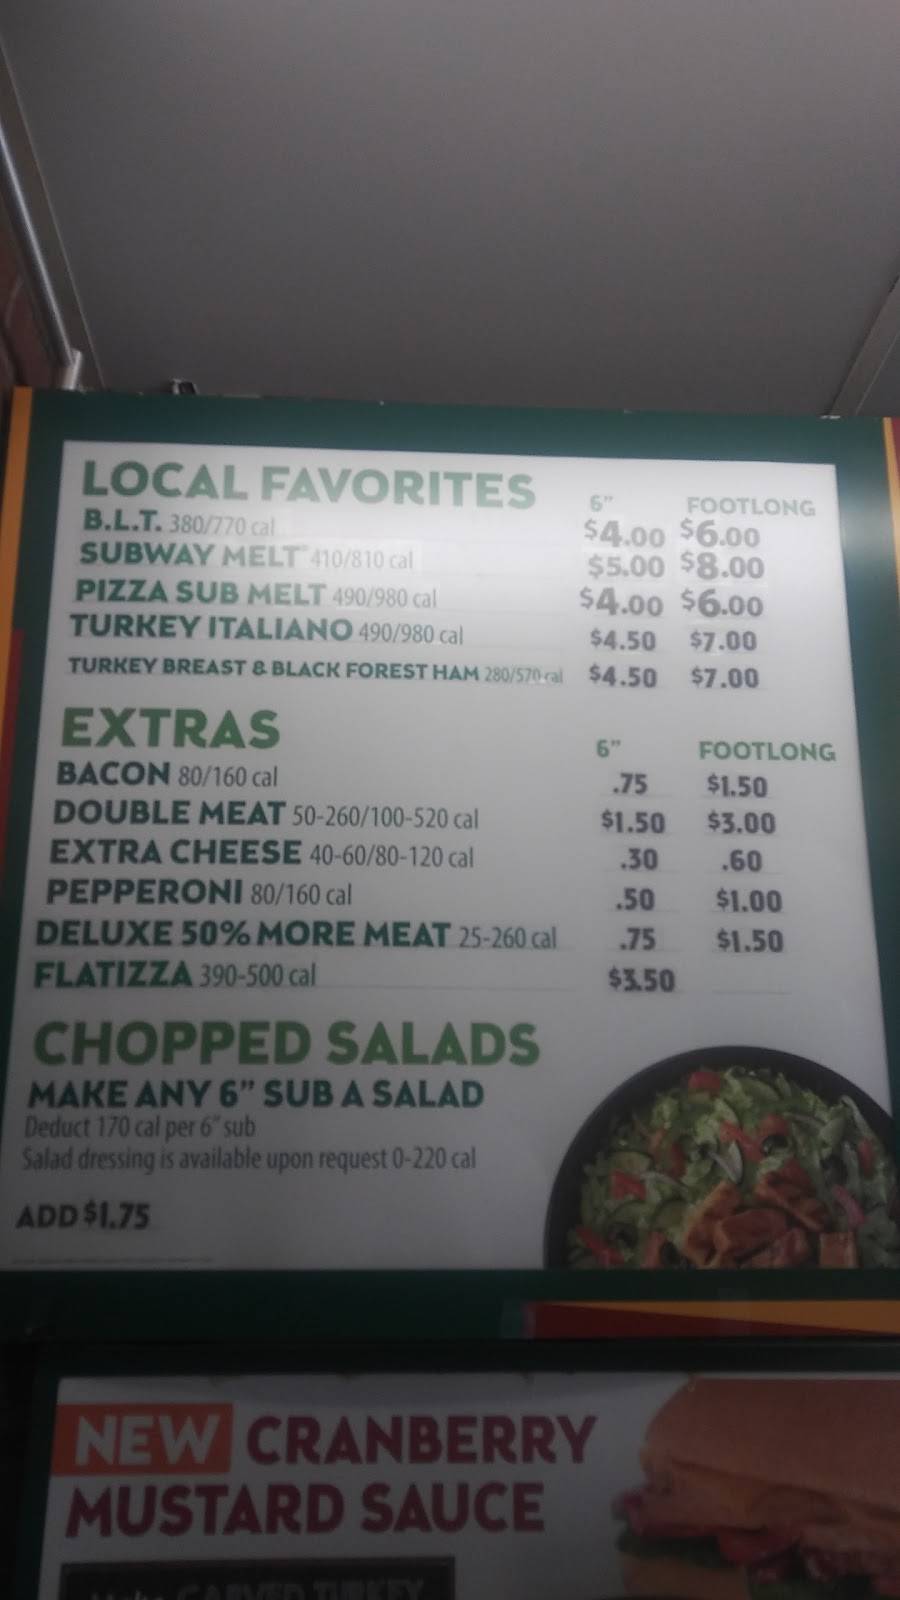 LOCAL FAVORITES 6" FOOTLONG
B.L.T. 380/770 cal $4.00 $6.00
SUBWAY MELT 410/810 cal $5.00 $8.00
PIZZA SUB MELT 490/980 cal $4.00 $6.00
TURKEY ITALIANO 490/980 cal $4.50 $7.00
TURKEY BREAST & BLACK FOREST HAM 280/570 cal $4.50 $7.00
EXTRAS 6" FOOTLONG
BACON 80/160 cal .75 $1.50
DOUBLE MEAT 50-260/100-520 cal $1.50 $3.00
EXTRA CHEESE 40-60/80-120 cal .30 .60
PEPPERONI 80/160 cal .50 $1.00
DELUXE 50% MORE MEAT 25-260 cal .75 $1.50
FLATIZZA 390-500 cal $3.50
CHOPPED SALADS
MAKE ANY 6" SUB A SALAD
Deduct 170 cal per 6" sub
Salad dressing is available upon request 0-220 cal
ADD $1.75
NEW CRANBERRY
MUSTARD SAUCE
CARVED TURKEY